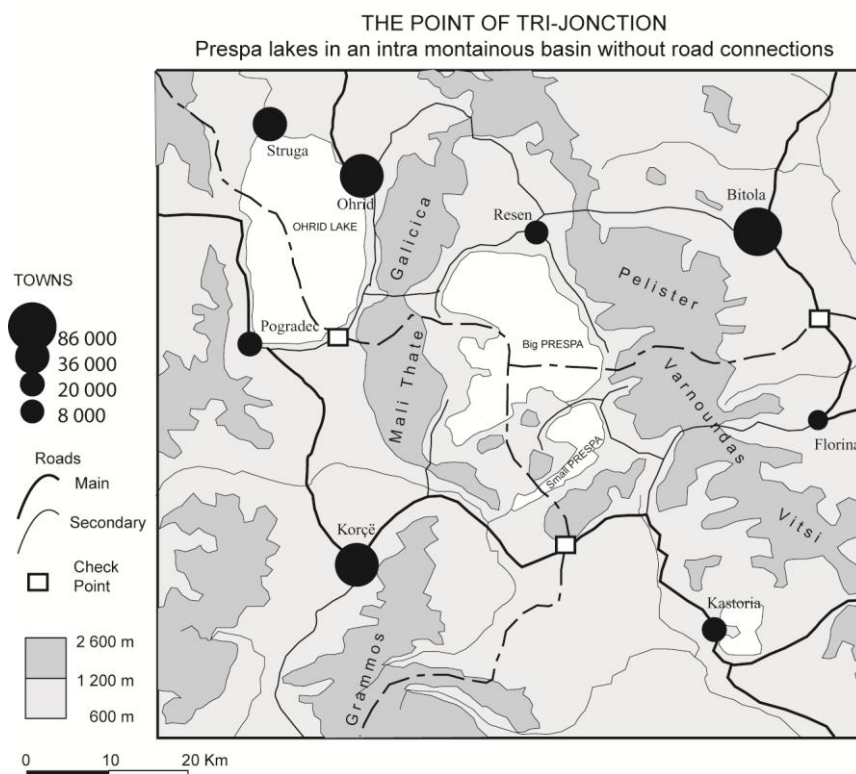 THE POINT OF TRI-JONCTION
Prespa lakes in an intra montainous basin without road connections
Struga
Ohrid
OHRID LAKE
Galicica
Resen
Bitola
Pelister
Pogradec
Big PRESPA
Mali Thate
Varnoundas
Small PRESPA
Florina
Vitsi
Korçë
Kastoria
Grammos
TOWNS
86 000
36 000
20 000
8 000
Roads
Main
Secondary
Check
Point
2 600 m
1 200 m
600 m
0 10 20 Km